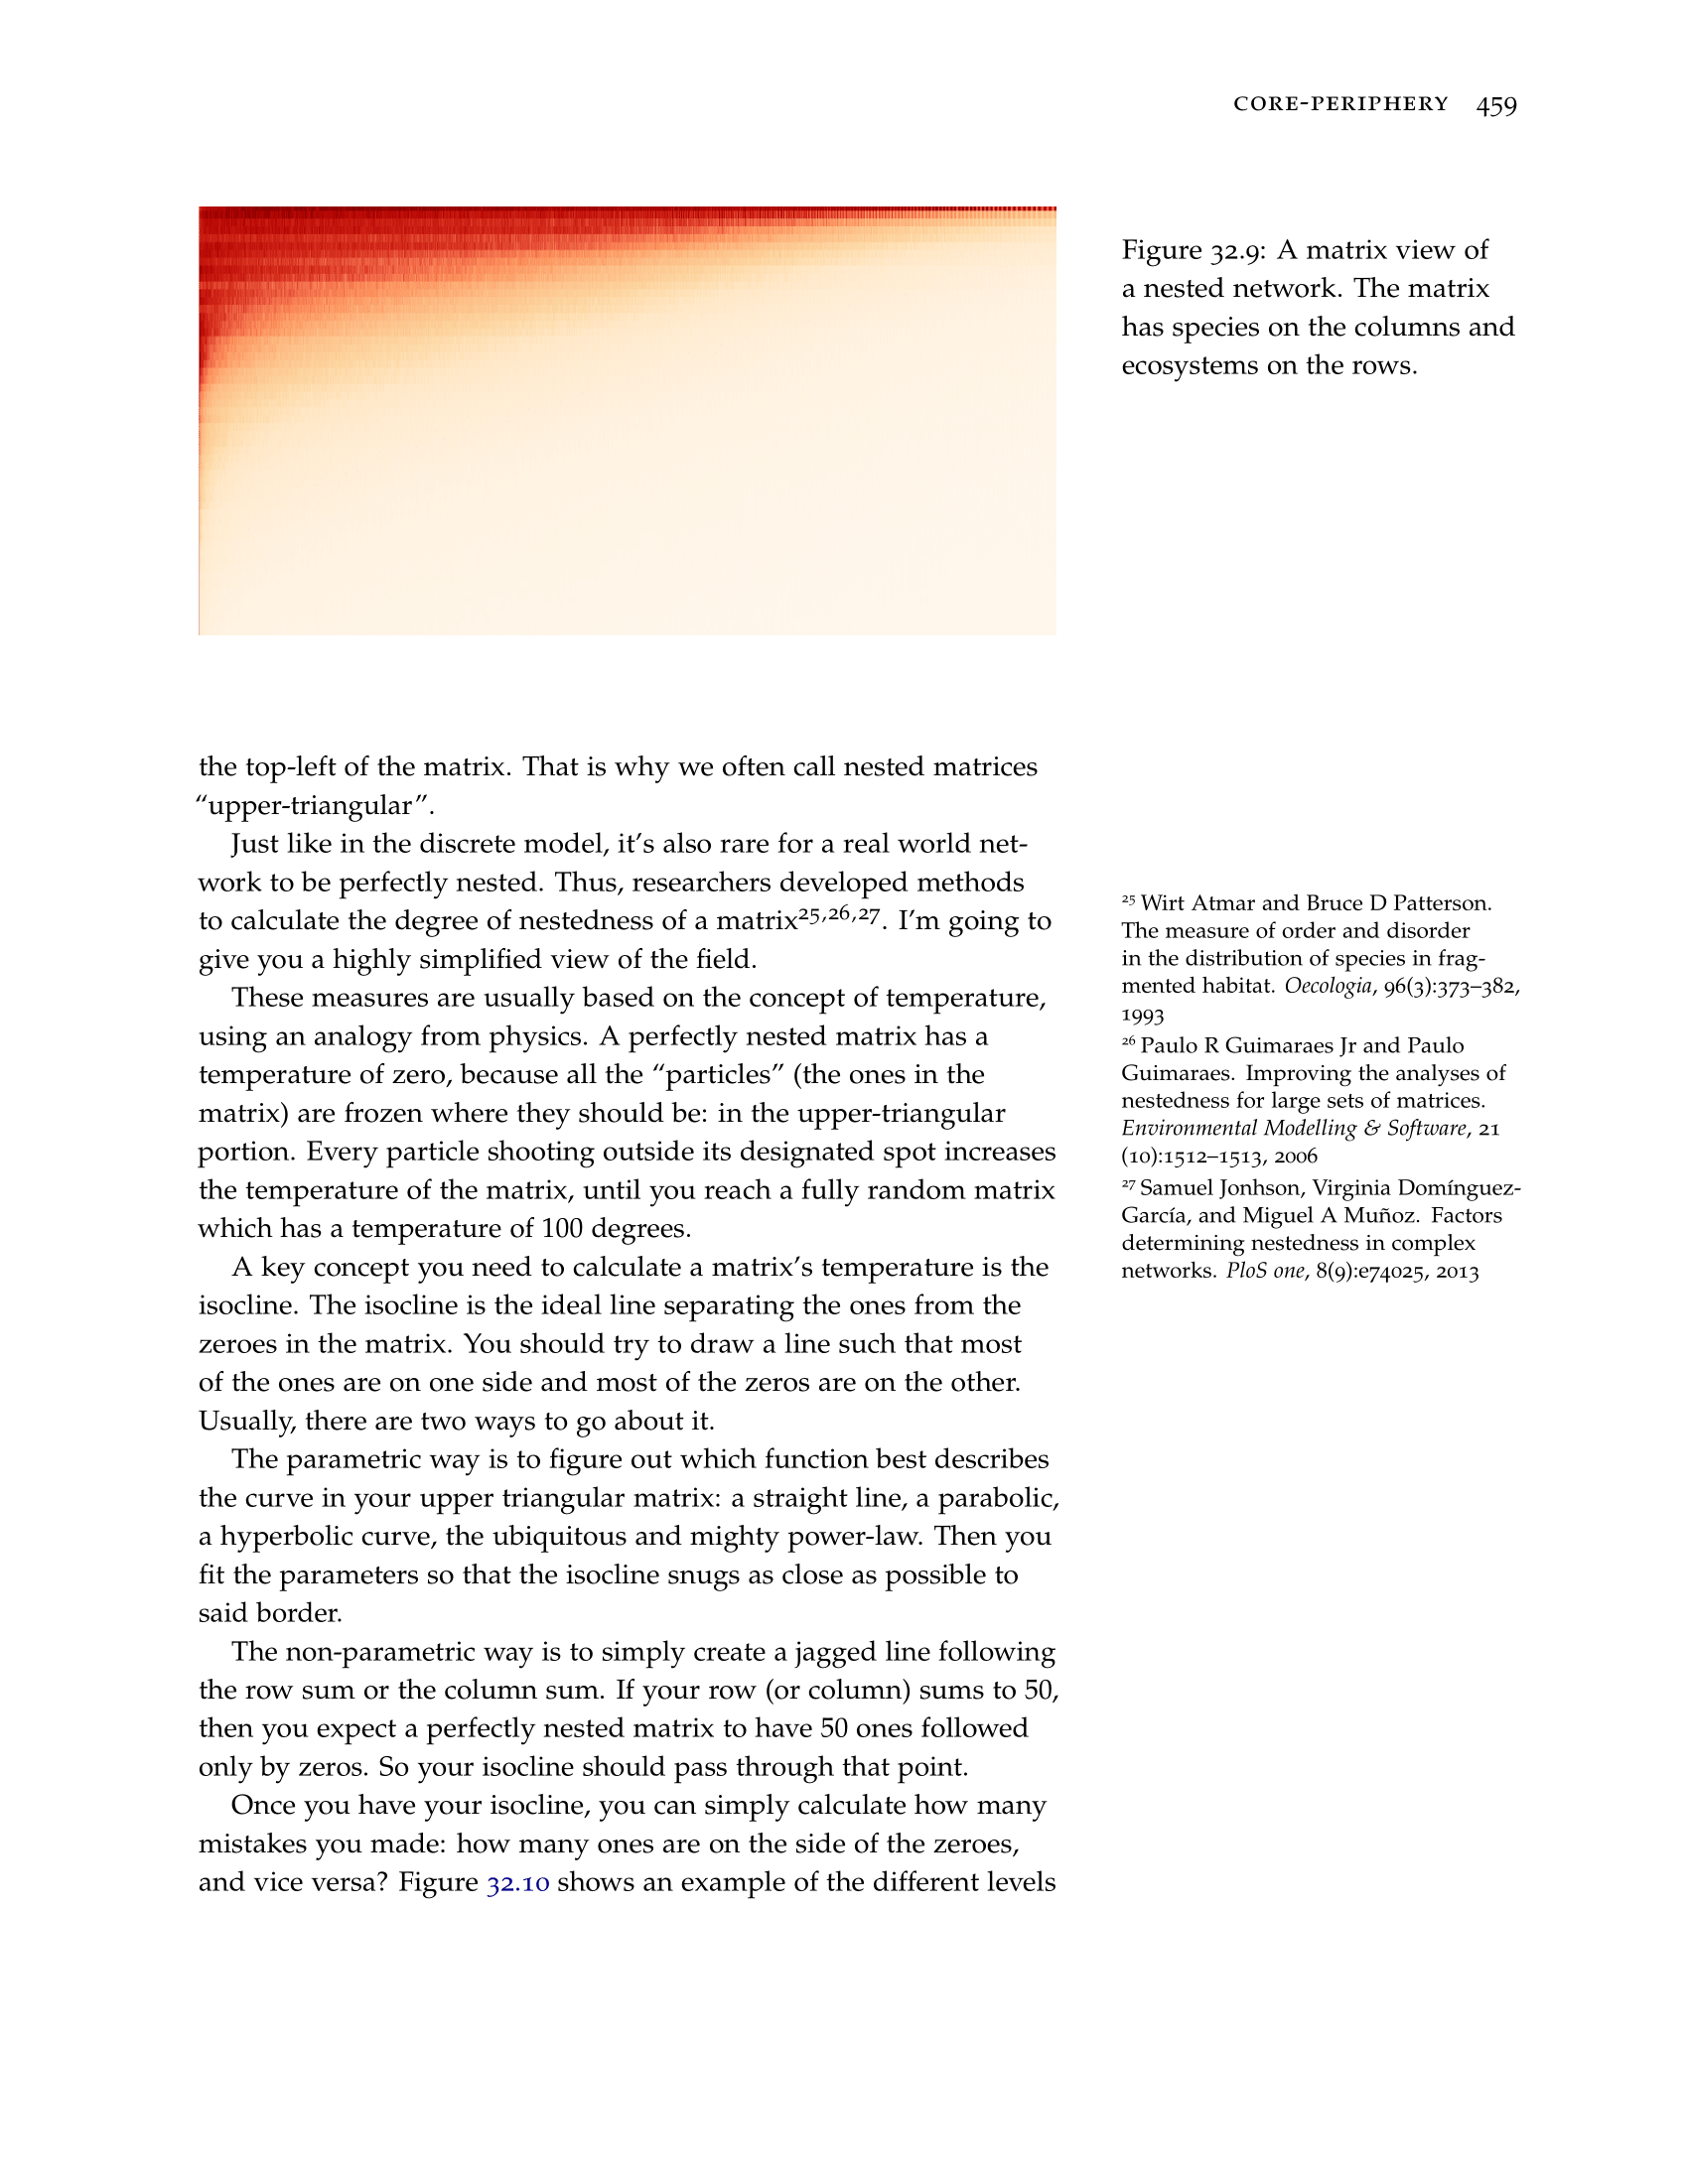 CORE-PERIPHERY 459
Figure 32.9: A matrix view of
a nested network. The matrix
has species on the columns and
ecosystems on the rows.
the top-left of the matrix. That is why we often call nested matrices
“upper-triangular”.
Just like in the discrete model, it’s also rare for a real world net-
work to be perfectly nested. Thus, researchers developed methods
to calculate the degree of nestedness of a matrix25,26,27. I’m going to
give you a highly simplified view of the field.
These measures are usually based on the concept of temperature,
using an analogy from physics. A perfectly nested matrix has a
temperature of zero, because all the “particles” (the ones in the
matrix) are frozen where they should be: in the upper-triangular
portion. Every particle shooting outside its designated spot increases
the temperature of the matrix, until you reach a fully random matrix
which has a temperature of 100 degrees.
A key concept you need to calculate a matrix’s temperature is the
isocline. The isocline is the ideal line separating the ones from the
zeroes in the matrix. You should try to draw a line such that most
of the ones are on one side and most of the zeros are on the other.
Usually, there are two ways to go about it.
The parametric way is to figure out which function best describes
the curve in your upper triangular matrix: a straight line, a parabolic,
a hyperbolic curve, the ubiquitous and mighty power-law. Then you
fit the parameters so that the isocline snugs as close as possible to
said border.
The non-parametric way is to simply create a jagged line following
the row sum or the column sum. If your row (or column) sums to 50,
then you expect a perfectly nested matrix to have 50 ones followed
only by zeros. So your isocline should pass through that point.
Once you have your isocline, you can simply calculate how many
mistakes you made: how many ones are on the side of the zeroes,
and vice versa? Figure 32.10 shows an example of the different levels
25 Wirt Atmar and Bruce D Patterson.
The measure of order and disorder
in the distribution of species in frag-
mented habitat. Oecologia, 96(3):373–382,
1993
26 Paulo R Guimaraes Jr and Paulo
Guimaraes. Improving the analyses of
nestedness for large sets of matrices.
Environmental Modelling & Software, 21
(10):1512–1513, 2006
27 Samuel Jonhson, Virginia Domínguez-
García, and Miguel A Muñoz. Factors
determining nestedness in complex
networks. PloS one, 8(9):e74025, 2013